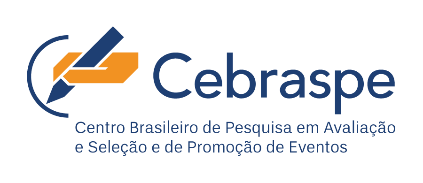 Cebraspe
Centro Brasileiro de Pesquisa em Avaliação
e Seleção e de Promoção de Eventos